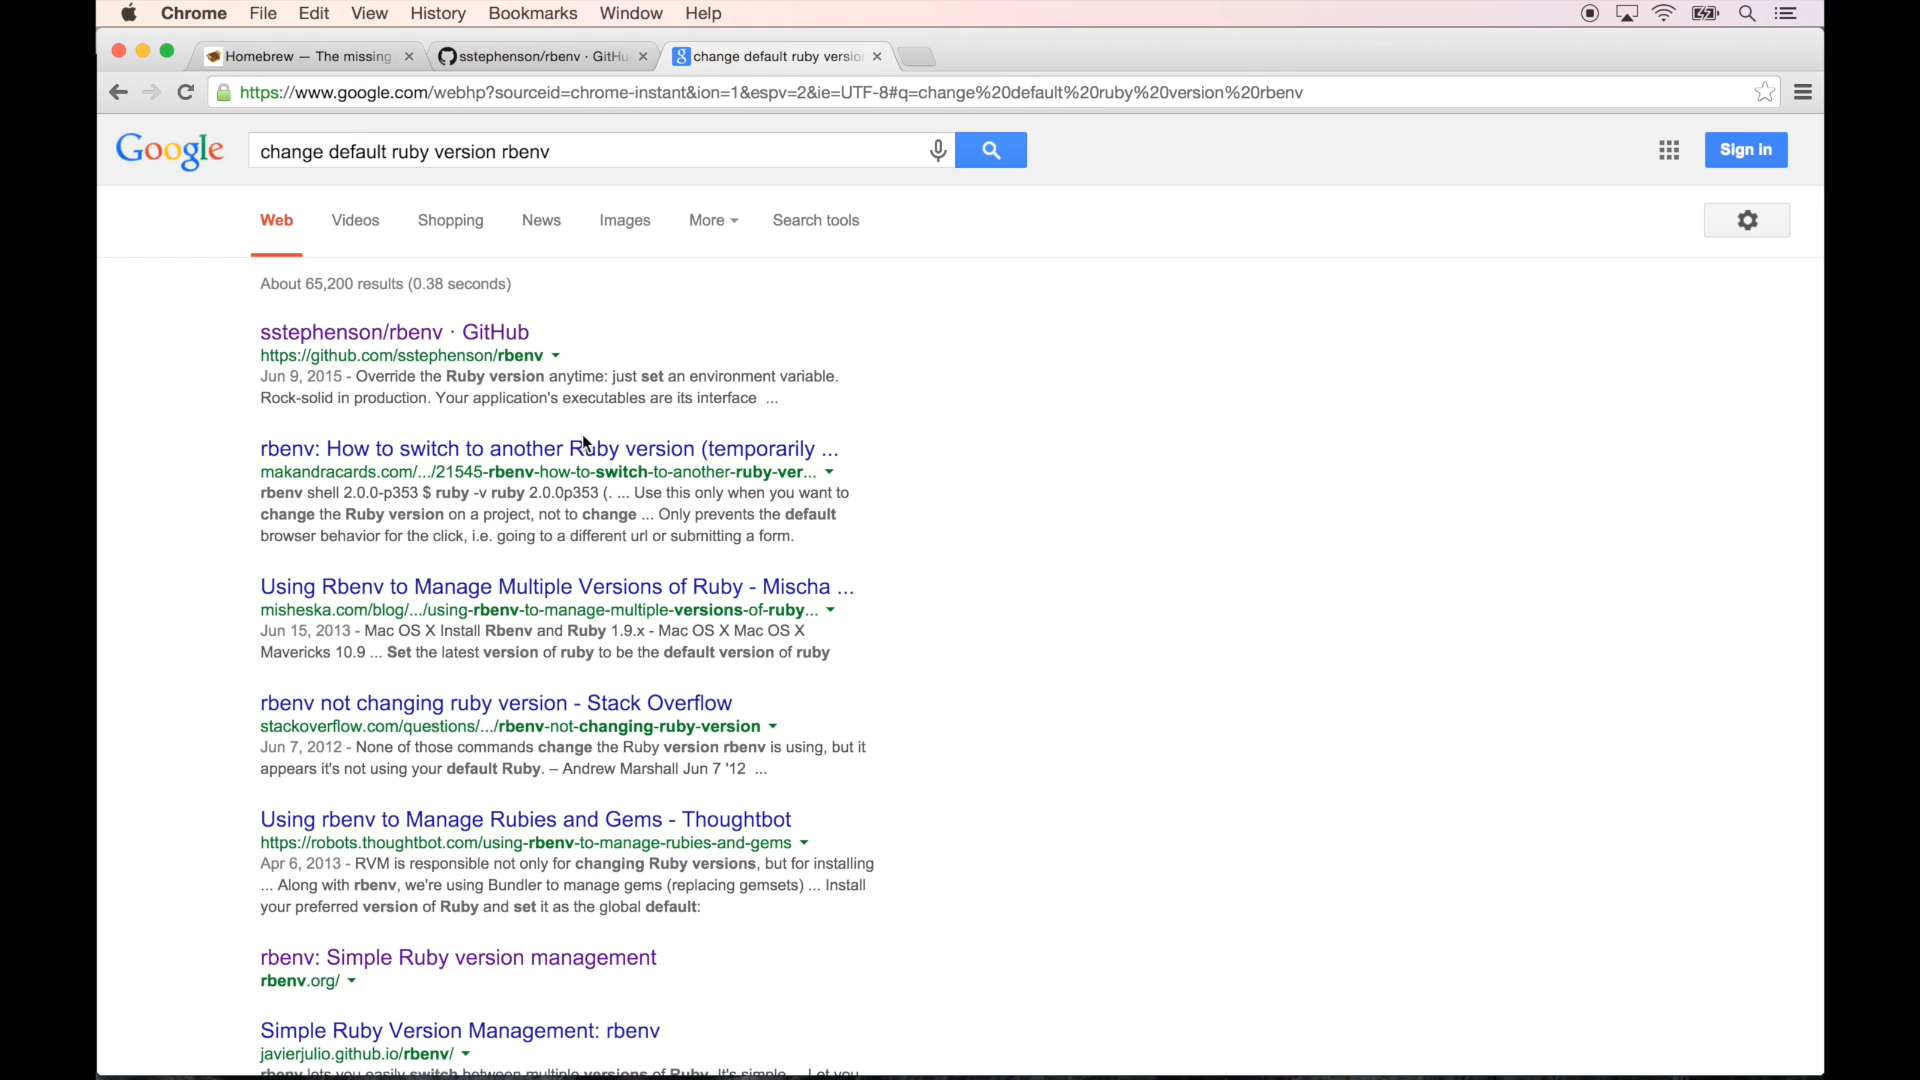 Chrome File Edit View History Bookmarks Window Help
Homebrew — The missing
sstephenson/rbenv · GitHu
change default ruby versio
https://www.google.com/webhp?sourceid=chrome-instant&ion=1&espv=2&ie=UTF-8#q=change%20default%20ruby%20version%20rbenv
Google
change default ruby version rbenv
Sign in
Web Videos Shopping News Images More Search tools
About 65,200 results (0.38 seconds)
sstephenson/rbenv · GitHub
https://github.com/sstephenson/rbenv
Jun 9, 2015 - Override the Ruby version anytime: just set an environment variable.
Rock-solid in production. Your application's executables are its interface ...
rbenv: How to switch to another Ruby version (temporarily ...
makandracards.com/.../21545-rbenv-how-to-switch-to-another-ruby-ver...
rbenv shell 2.0.0-p353 $ ruby -v ruby 2.0.0p353 (. ... Use this only when you want to
change the Ruby version on a project, not to change ... Only prevents the default
browser behavior for the click, i.e. going to a different url or submitting a form.
Using Rbenv to Manage Multiple Versions of Ruby - Mischa ...
misheska.com/blog/.../using-rbenv-to-manage-multiple-versions-of-ruby...
Jun 15, 2013 - Mac OS X Install Rbenv and Ruby 1.9.x - Mac OS X Mac OS X
Mavericks 10.9 ... Set the latest version of ruby to be the default version of ruby
rbenv not changing ruby version - Stack Overflow
stackoverflow.com/questions/.../rbenv-not-changing-ruby-version
Jun 7, 2012 - None of those commands change the Ruby version rbenv is using, but it
appears it's not using your default Ruby. – Andrew Marshall Jun 7 '12 ...
Using rbenv to Manage Rubies and Gems - Thoughtbot
https://robots.thoughtbot.com/using-rbenv-to-manage-rubies-and-gems
Apr 6, 2013 - RVM is responsible not only for changing Ruby versions, but for installing
... Along with rbenv, we're using Bundler to manage gems (replacing gemsets) ... Install
your preferred version of Ruby and set it as the global default:
rbenv: Simple Ruby version management
rbenv.org/
Simple Ruby Version Management: rbenv
javierjulio.github.io/rbenv/
rbenv lets you easily switch between multiple versions of Ruby. It's simple ... Let you